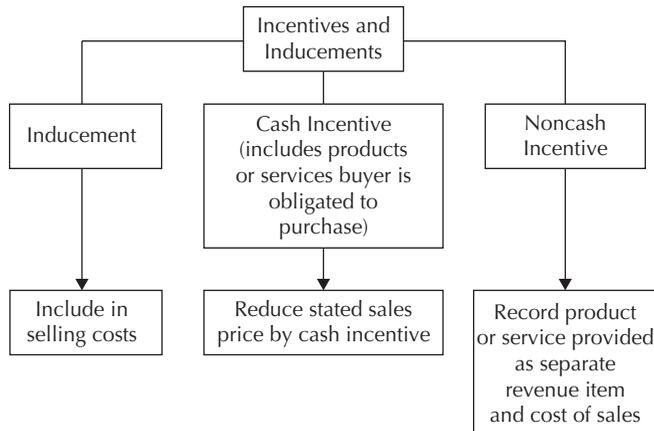 Incentives and
Inducements
Inducement
Cash Incentive
(includes products
or services buyer is
obligated to
purchase)
Noncash
Incentive
Include in
selling costs
Reduce stated sales
price by cash incentive
Record product
or service provided
as separate
revenue item
and cost of sales